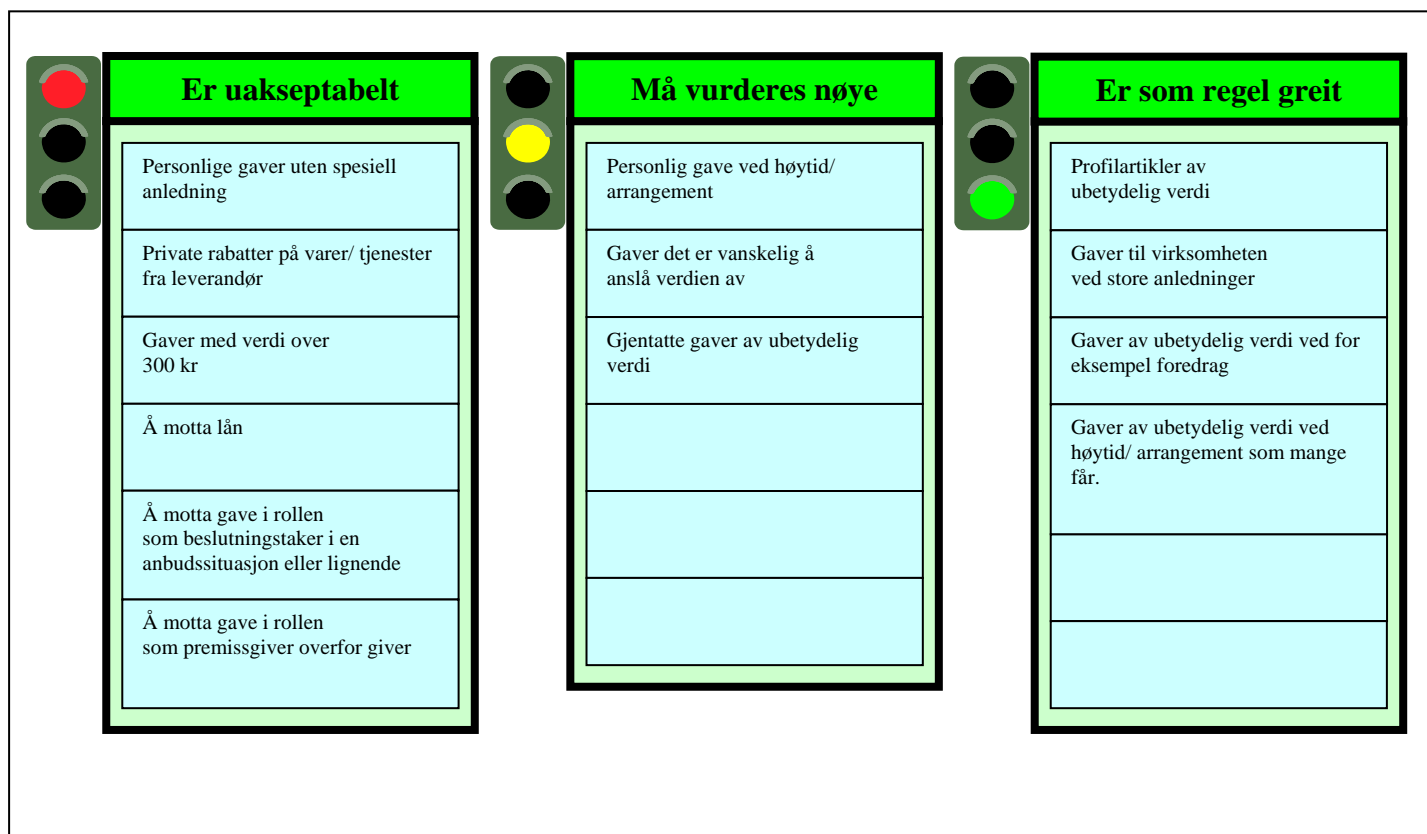 Er uakseptabelt
Personlige gaver uten spesiell
anledning
Private rabatter på varer/ tjenester
fra leverandør
Gaver med verdi over
300 kr
Å motta lån
Å motta gave i rollen
som beslutningstaker i en
anbudssituasjon eller lignende
Å motta gave i rollen
som premissgiver overfor giver
Må vurderes nøye
Personlig gave ved høytid/
arrangement
Gaver det er vanskelig å
anslå verdien av
Gjentatte gaver av ubetydelig
verdi
Er som regel greit
Profilartikler av
ubetydelig verdi
Gaver til virksomheten
ved store anledninger
Gaver av ubetydelig verdi ved for
eksempel foredrag
Gaver av ubetydelig verdi ved
høytid/ arrangement som mange
får.